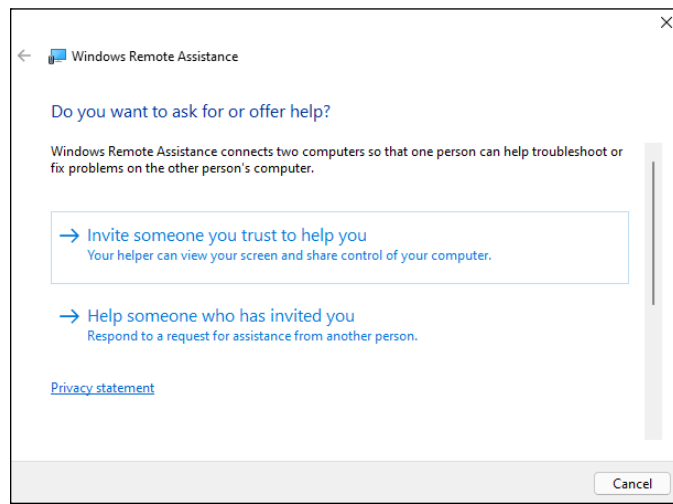 Windows Remote Assistance
Do you want to ask for or offer help?
Windows Remote Assistance connects two computers so that one person can help troubleshoot or
fix problems on the other person's computer.
Invite someone you trust to help you
Your helper can view your screen and share control of your computer.
Help someone who has invited you
Respond to a request for assistance from another person.
Privacy statement
Cancel